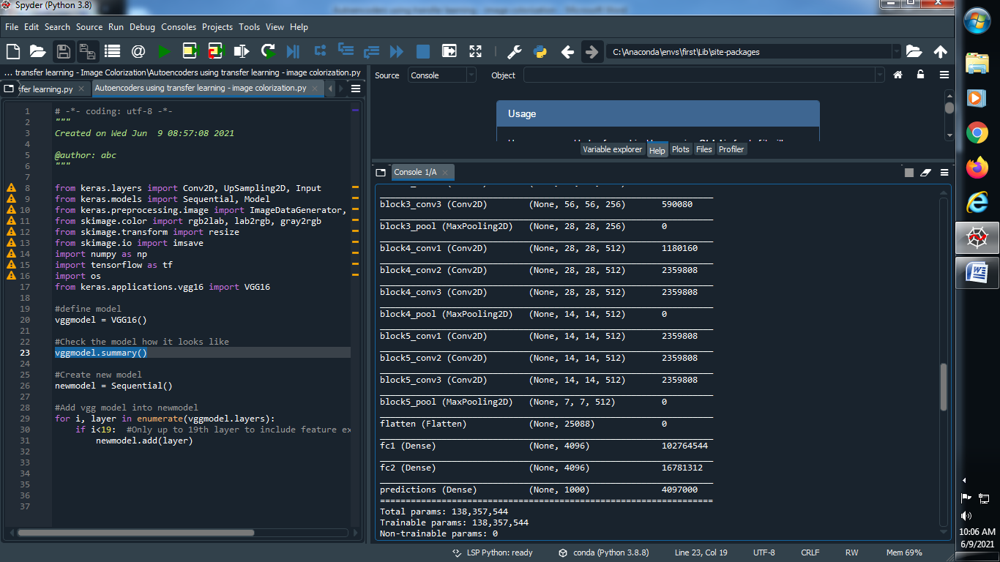 Spyder (Python 3.8)
File Edit Search Source Run Debug Consoles Projects Tools View Help
C:\Anaconda\envs\first\Lib\site-packages
... transfer learning - Image Colorization\Autoencoders using transfer learning - image colorization.py
sfer learning.py Autoencoders using transfer learning - image colorization.py
1 # -*- coding: utf-8 -*-
2 """
3 Created on Wed Jun  9 08:57:08 2021
4
5 @author: abc
6 """
7
8 from keras.layers import Conv2D, UpSampling2D, Input
9 from keras.models import Sequential, Model
10 from keras.preprocessing.image import ImageDataGenerator,
11 from skimage.color import rgb2lab, lab2rgb, gray2rgb
12 from skimage.transform import resize
13 from skimage.io import imsave
14 import numpy as np
15 import tensorflow as tf
16 import os
17 from keras.applications.vgg16 import VGG16
18
19 #define model
20 vggmodel = VGG16()
21
22 #Check the model how it looks like
23 vggmodel.summary()
24
25 #Create new model
26 newmodel = Sequential()
27
28 #Add vgg model into newmodel
29 for i, layer in enumerate(vggmodel.layers):
30     if i<19:  #Only up to 19th layer to include feature ex
31         newmodel.add(layer)
32
33
34
35
36
37
Source Console Object
Usage
Variable explorer Help Plots Files Profiler
Console 1/A
block3_conv3 (Conv2D) (None, 56, 56, 256) 590080
block3_pool (MaxPooling2D) (None, 28, 28, 256) 0
block4_conv1 (Conv2D) (None, 28, 28, 512) 1180160
block4_conv2 (Conv2D) (None, 28, 28, 512) 2359808
block4_conv3 (Conv2D) (None, 28, 28, 512) 2359808
block4_pool (MaxPooling2D) (None, 14, 14, 512) 0
block5_conv1 (Conv2D) (None, 14, 14, 512) 2359808
block5_conv2 (Conv2D) (None, 14, 14, 512) 2359808
block5_conv3 (Conv2D) (None, 14, 14, 512) 2359808
block5_pool (MaxPooling2D) (None, 7, 7, 512) 0
flatten (Flatten) (None, 25088) 0
fc1 (Dense) (None, 4096) 102764544
fc2 (Dense) (None, 4096) 16781312
predictions (Dense) (None, 1000) 4097000
=================================================================
Total params: 138,357,544
Trainable params: 138,357,544
Non-trainable params: 0
LSP Python: ready conda (Python 3.8.8) Line 23, Col 19 UTF-8 CRLF RW Mem 69%
10:06 AM
6/9/2021